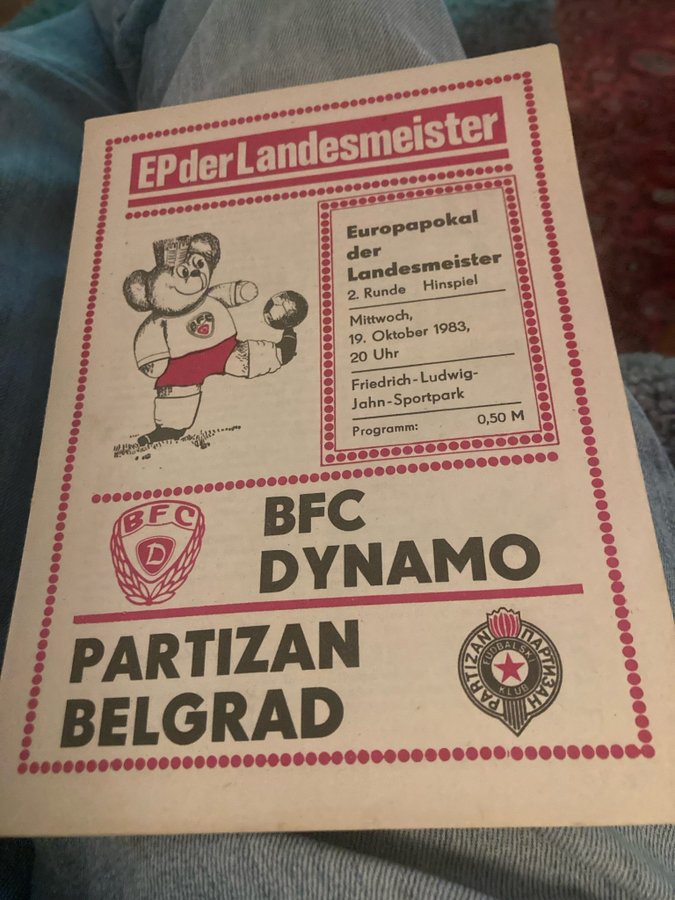 EP der Landesmeister
Europapokal
der
Landesmeister
2. Runde Hinspiel
Mittwoch,
19. Oktober 1983,
20 Uhr
Friedrich-Ludwig-
Jahn-Sportpark
Programm: 0,50 M
BFC
BFC
D
BFC
DYNAMO
PARTIZAN
BELGRAD
PARTIZAN ПАРТИЗАН
FUDBALSKI
KLUB